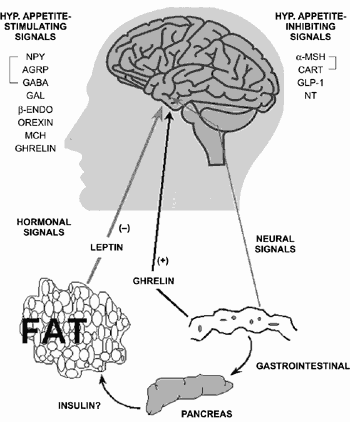 HYP. APPETITE-
STIMULATING
SIGNALS
NPY
AGRP
GABA
GAL
β-ENDO
OREXIN
MCH
GHRELIN
HYP. APPETITE-
INHIBITING
SIGNALS
α-MSH
CART
GLP-1
NT
HORMONAL
SIGNALS
(–)
LEPTIN
(+)
GHRELIN
NEURAL
SIGNALS
FAT
GASTROINTESTINAL
INSULIN?
PANCREAS